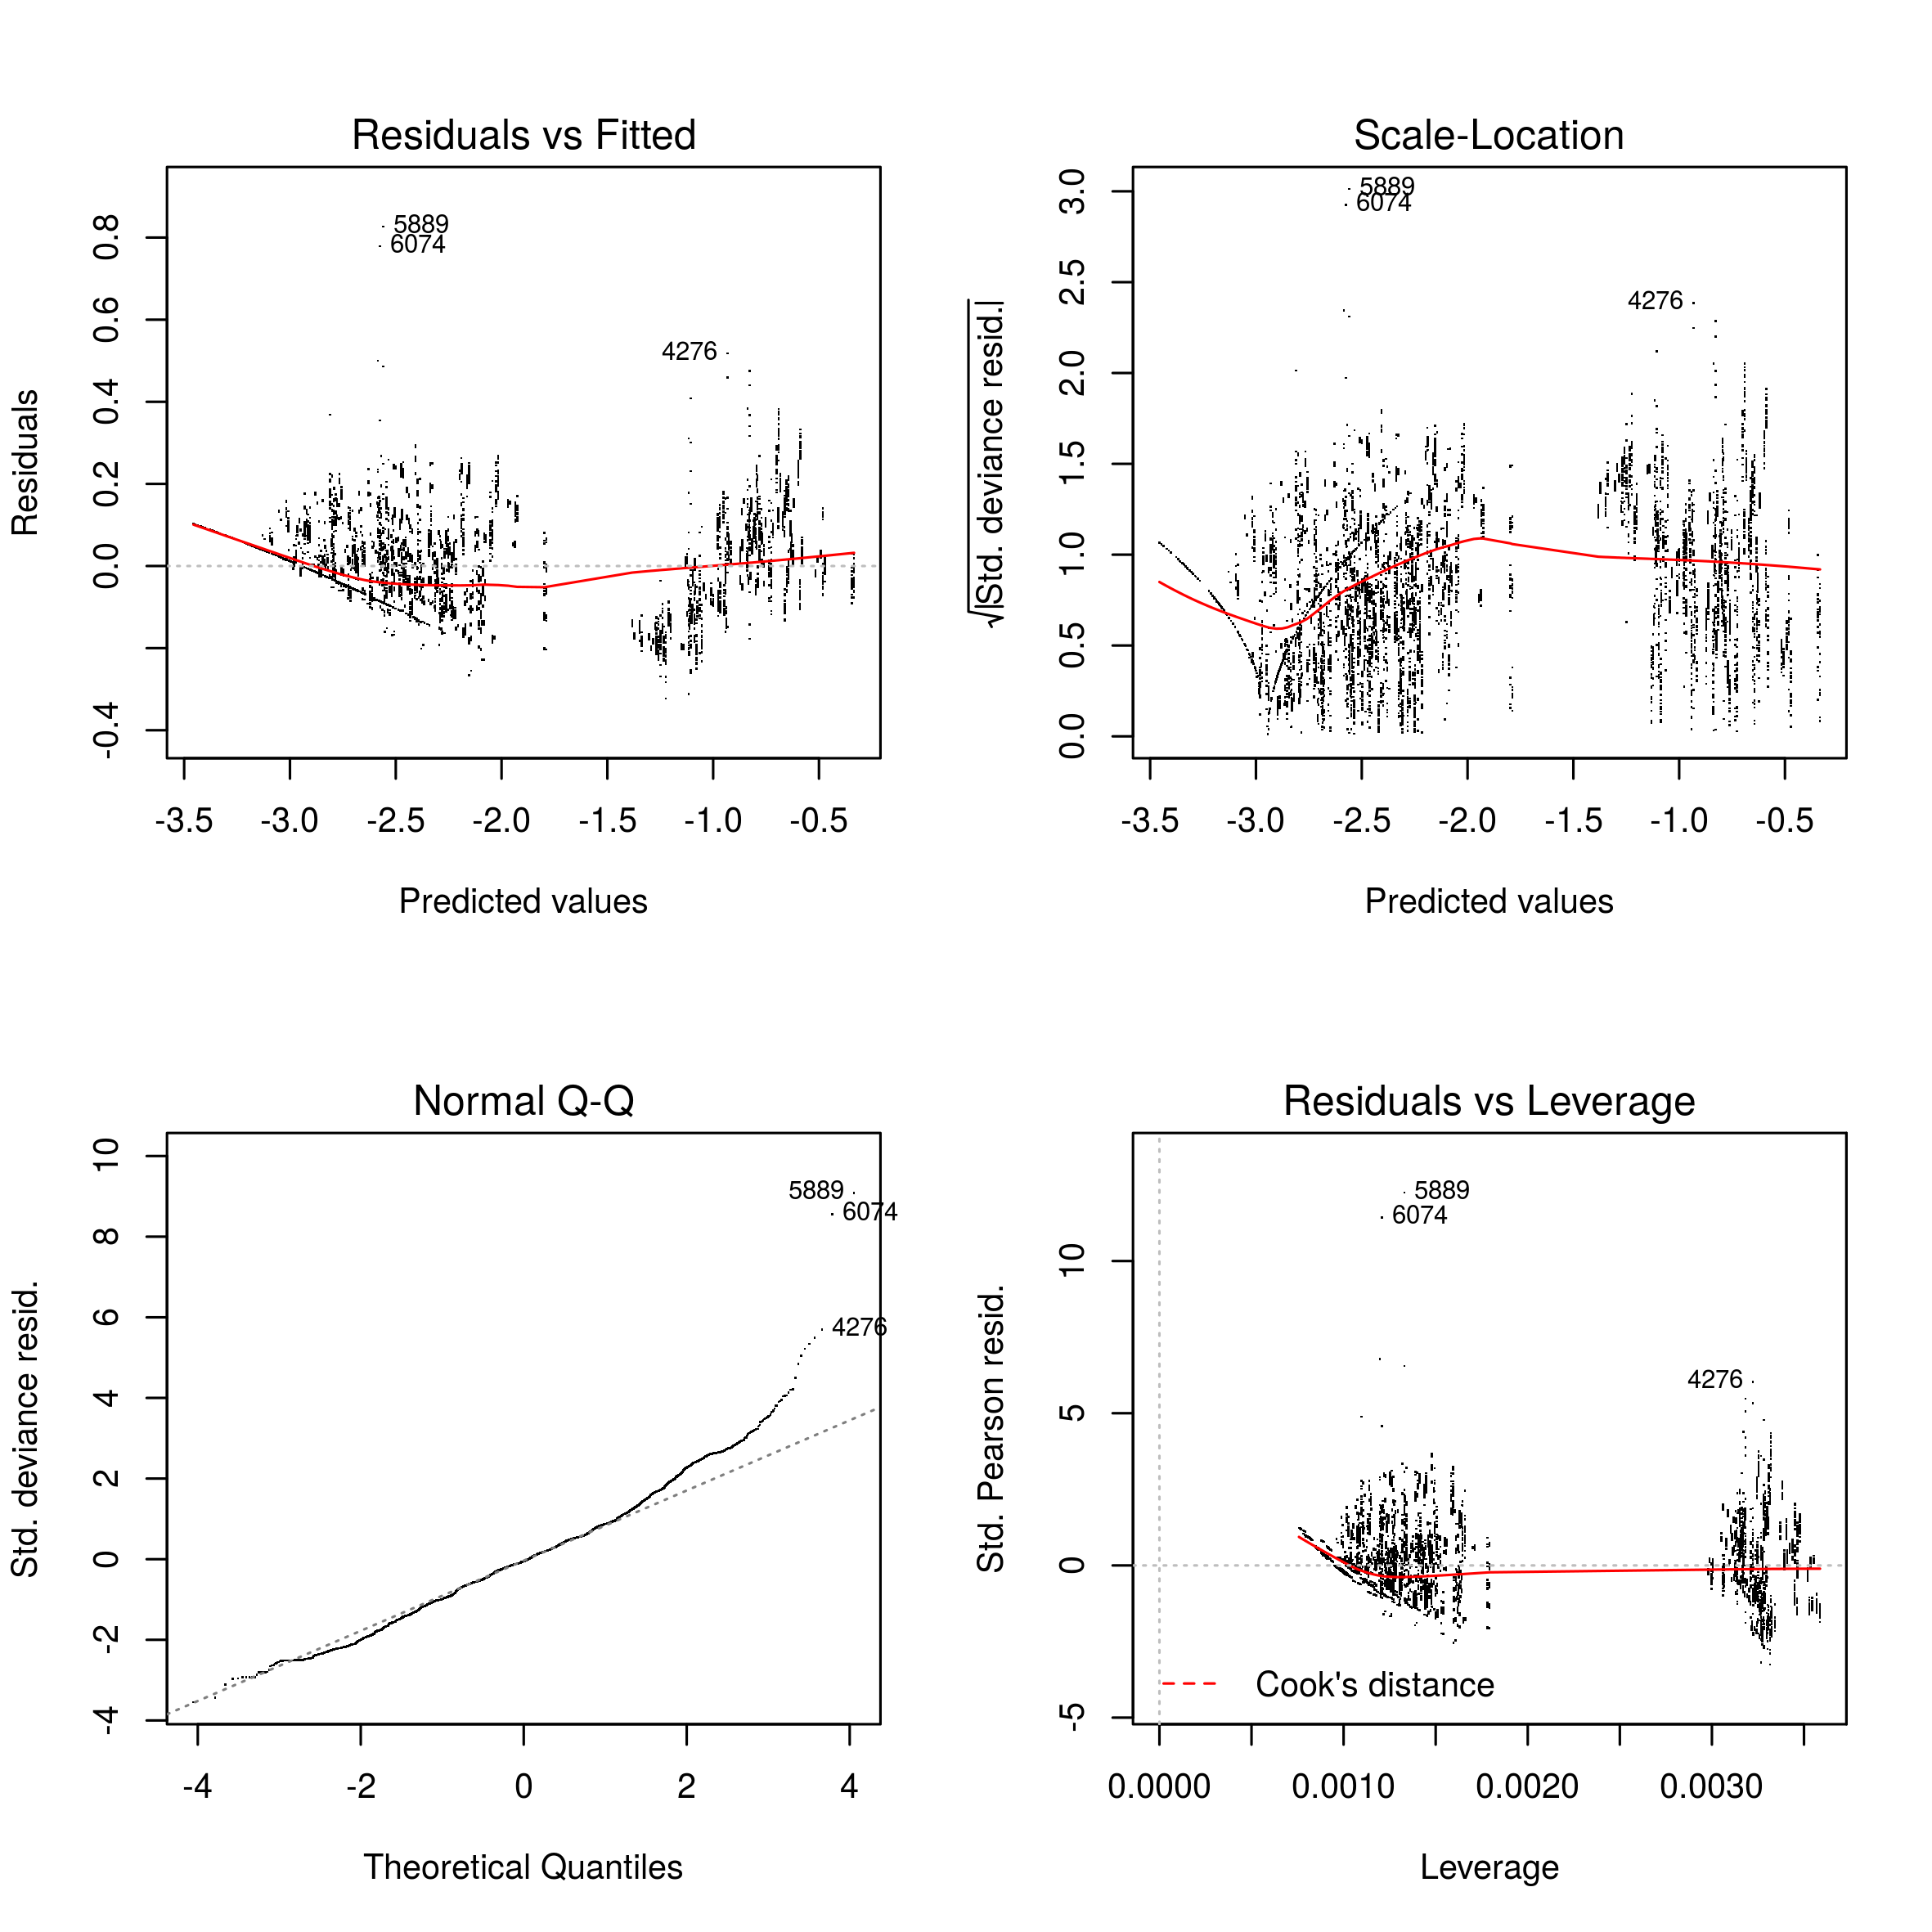 Residuals vs Fitted
Residuals
0.8
0.6
0.4
0.2
0.0
-0.4
5889
6074
4276
-3.5 -3.0 -2.5 -2.0 -1.5 -1.0 -0.5
Predicted values
Scale-Location
√|Std. deviance resid.|
3.0
2.5
2.0
1.5
1.0
0.5
0.0
5889
6074
4276
-3.5 -3.0 -2.5 -2.0 -1.5 -1.0 -0.5
Predicted values
Normal Q-Q
Std. deviance resid.
10
8
6
4
2
0
-2
-4
5889
6074
4276
-4 -2 0 2 4
Theoretical Quantiles
Residuals vs Leverage
Std. Pearson resid.
10
5
0
-5
5889
6074
4276
Cook's distance
0.0000 0.0010 0.0020 0.0030
Leverage